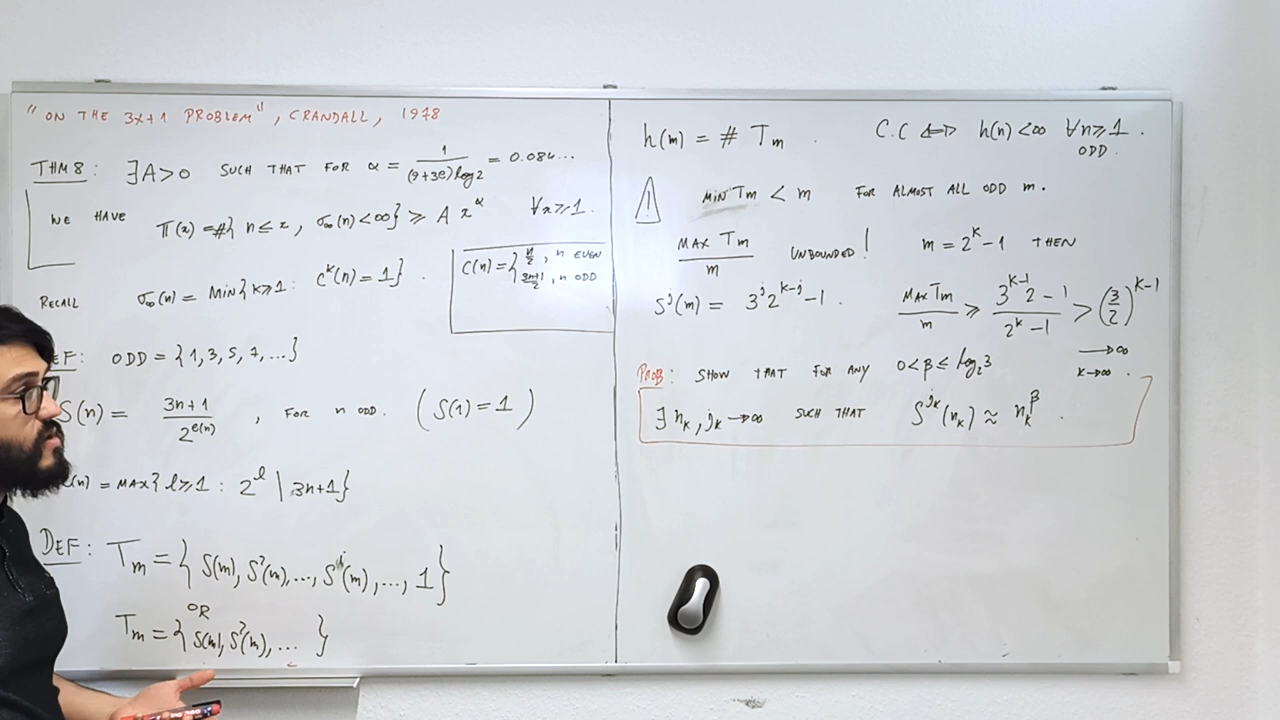 "ON THE 3x+1 PROBLEM", CRANDALL, 1978
THM 8: ∃A>0 SUCH THAT FOR α = 1/((9+3e)log2) = 0.084...
WE HAVE π(x) = #{n≤x, σ∞(n)<∞} ≥ A x^α ∀x≥1.
RECALL σ∞(n) = MIN{k≥1: C^k(n)=1}.
C(n) = { n/2, n EVEN
(3n+1)/2, n ODD
EF: ODD = {1,3,5,7,...}
S(n) = (3n+1)/2^e(n), FOR n ODD. (S(1)=1)
e(n) = MAX{l≥1: 2^l | 3n+1}
DEF: T_m = {S(m), S²(m), ..., S^j(m), ..., 1}
OR
T_m = {S(m), S²(m), ... }
h(m) = # T_m. C.C ⟺ h(n)<∞ ∀n≥1.
ODD.
! MIN T_m < m FOR ALMOST ALL ODD m.
MAX T_m / m UNBOUNDED! m = 2^k-1 THEN
S^j(m) = 3^j 2^(k-j) -1. MAX T_m / m ≥ (3^(k-1) 2 -1)/(2^k -1) > (3/2)^(k-1)
→∞
k→∞.
PROB: SHOW THAT FOR ANY 0<β≤log₂3
∃ n_k, j_k →∞ SUCH THAT S^(j_k)(n_k) ≈ n_k^β.